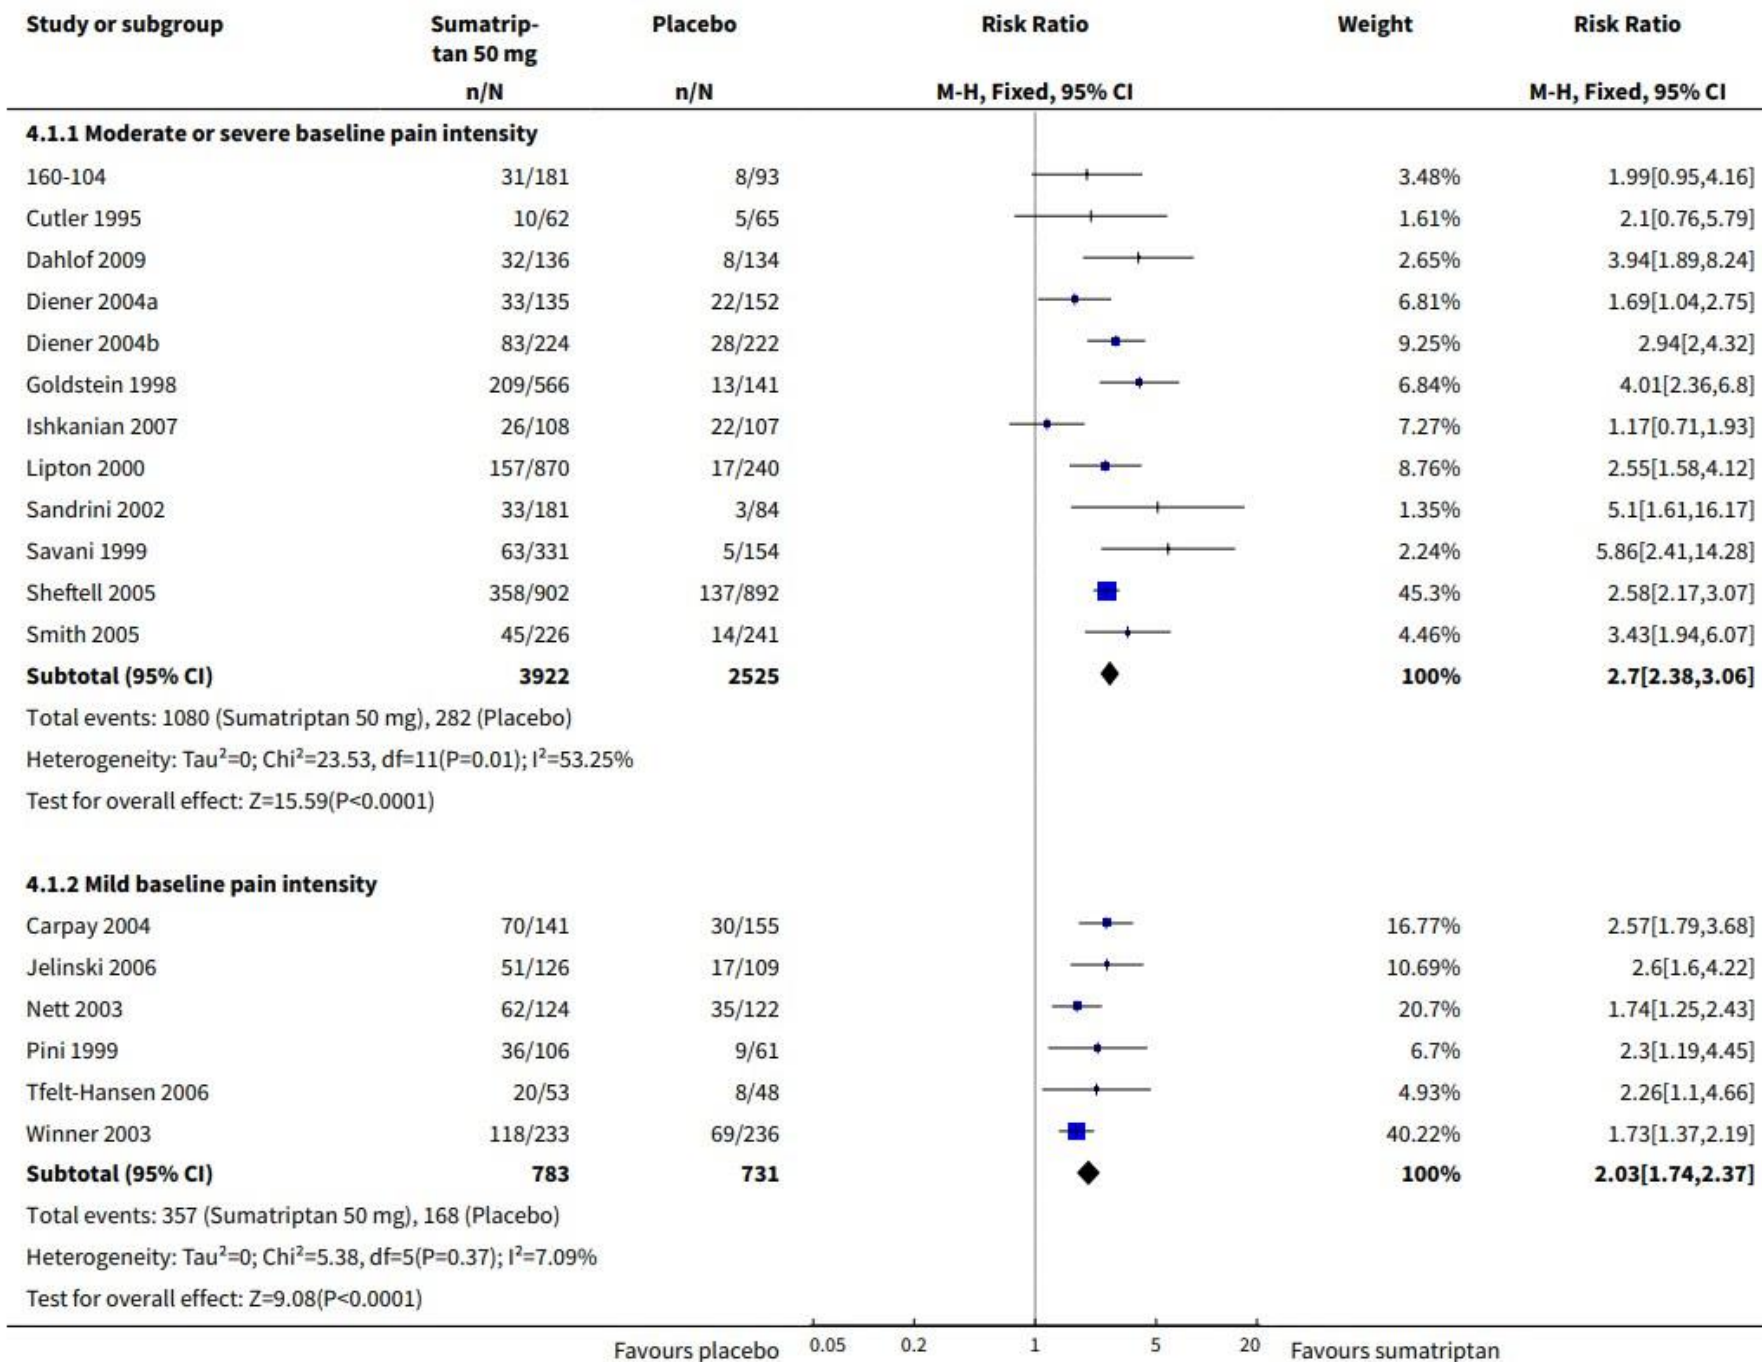 Study or subgroup Sumatrip- Placebo Risk Ratio Weight Risk Ratio
tan 50 mg
n/N n/N M-H, Fixed, 95% CI M-H, Fixed, 95% CI
4.1.1 Moderate or severe baseline pain intensity
160-104 31/181 8/93 3.48% 1.99[0.95,4.16]
Cutler 1995 10/62 5/65 1.61% 2.1[0.76,5.79]
Dahlof 2009 32/136 8/134 2.65% 3.94[1.89,8.24]
Diener 2004a 33/135 22/152 6.81% 1.69[1.04,2.75]
Diener 2004b 83/224 28/222 9.25% 2.94[2,4.32]
Goldstein 1998 209/566 13/141 6.84% 4.01[2.36,6.8]
Ishkanian 2007 26/108 22/107 7.27% 1.17[0.71,1.93]
Lipton 2000 157/870 17/240 8.76% 2.55[1.58,4.12]
Sandrini 2002 33/181 3/84 1.35% 5.1[1.61,16.17]
Savani 1999 63/331 5/154 2.24% 5.86[2.41,14.28]
Sheftell 2005 358/902 137/892 45.3% 2.58[2.17,3.07]
Smith 2005 45/226 14/241 4.46% 3.43[1.94,6.07]
Subtotal (95% CI) 3922 2525 100% 2.7[2.38,3.06]
Total events: 1080 (Sumatriptan 50 mg), 282 (Placebo)
Heterogeneity: Tau²=0; Chi²=23.53, df=11(P=0.01); I²=53.25%
Test for overall effect: Z=15.59(P<0.0001)
4.1.2 Mild baseline pain intensity
Carpay 2004 70/141 30/155 16.77% 2.57[1.79,3.68]
Jelinski 2006 51/126 17/109 10.69% 2.6[1.6,4.22]
Nett 2003 62/124 35/122 20.7% 1.74[1.25,2.43]
Pini 1999 36/106 9/61 6.7% 2.3[1.19,4.45]
Tfelt-Hansen 2006 20/53 8/48 4.93% 2.26[1.1,4.66]
Winner 2003 118/233 69/236 40.22% 1.73[1.37,2.19]
Subtotal (95% CI) 783 731 100% 2.03[1.74,2.37]
Total events: 357 (Sumatriptan 50 mg), 168 (Placebo)
Heterogeneity: Tau²=0; Chi²=5.38, df=5(P=0.37); I²=7.09%
Test for overall effect: Z=9.08(P<0.0001)
Favours placebo 0.05 0.2 1 5 20 Favours sumatriptan